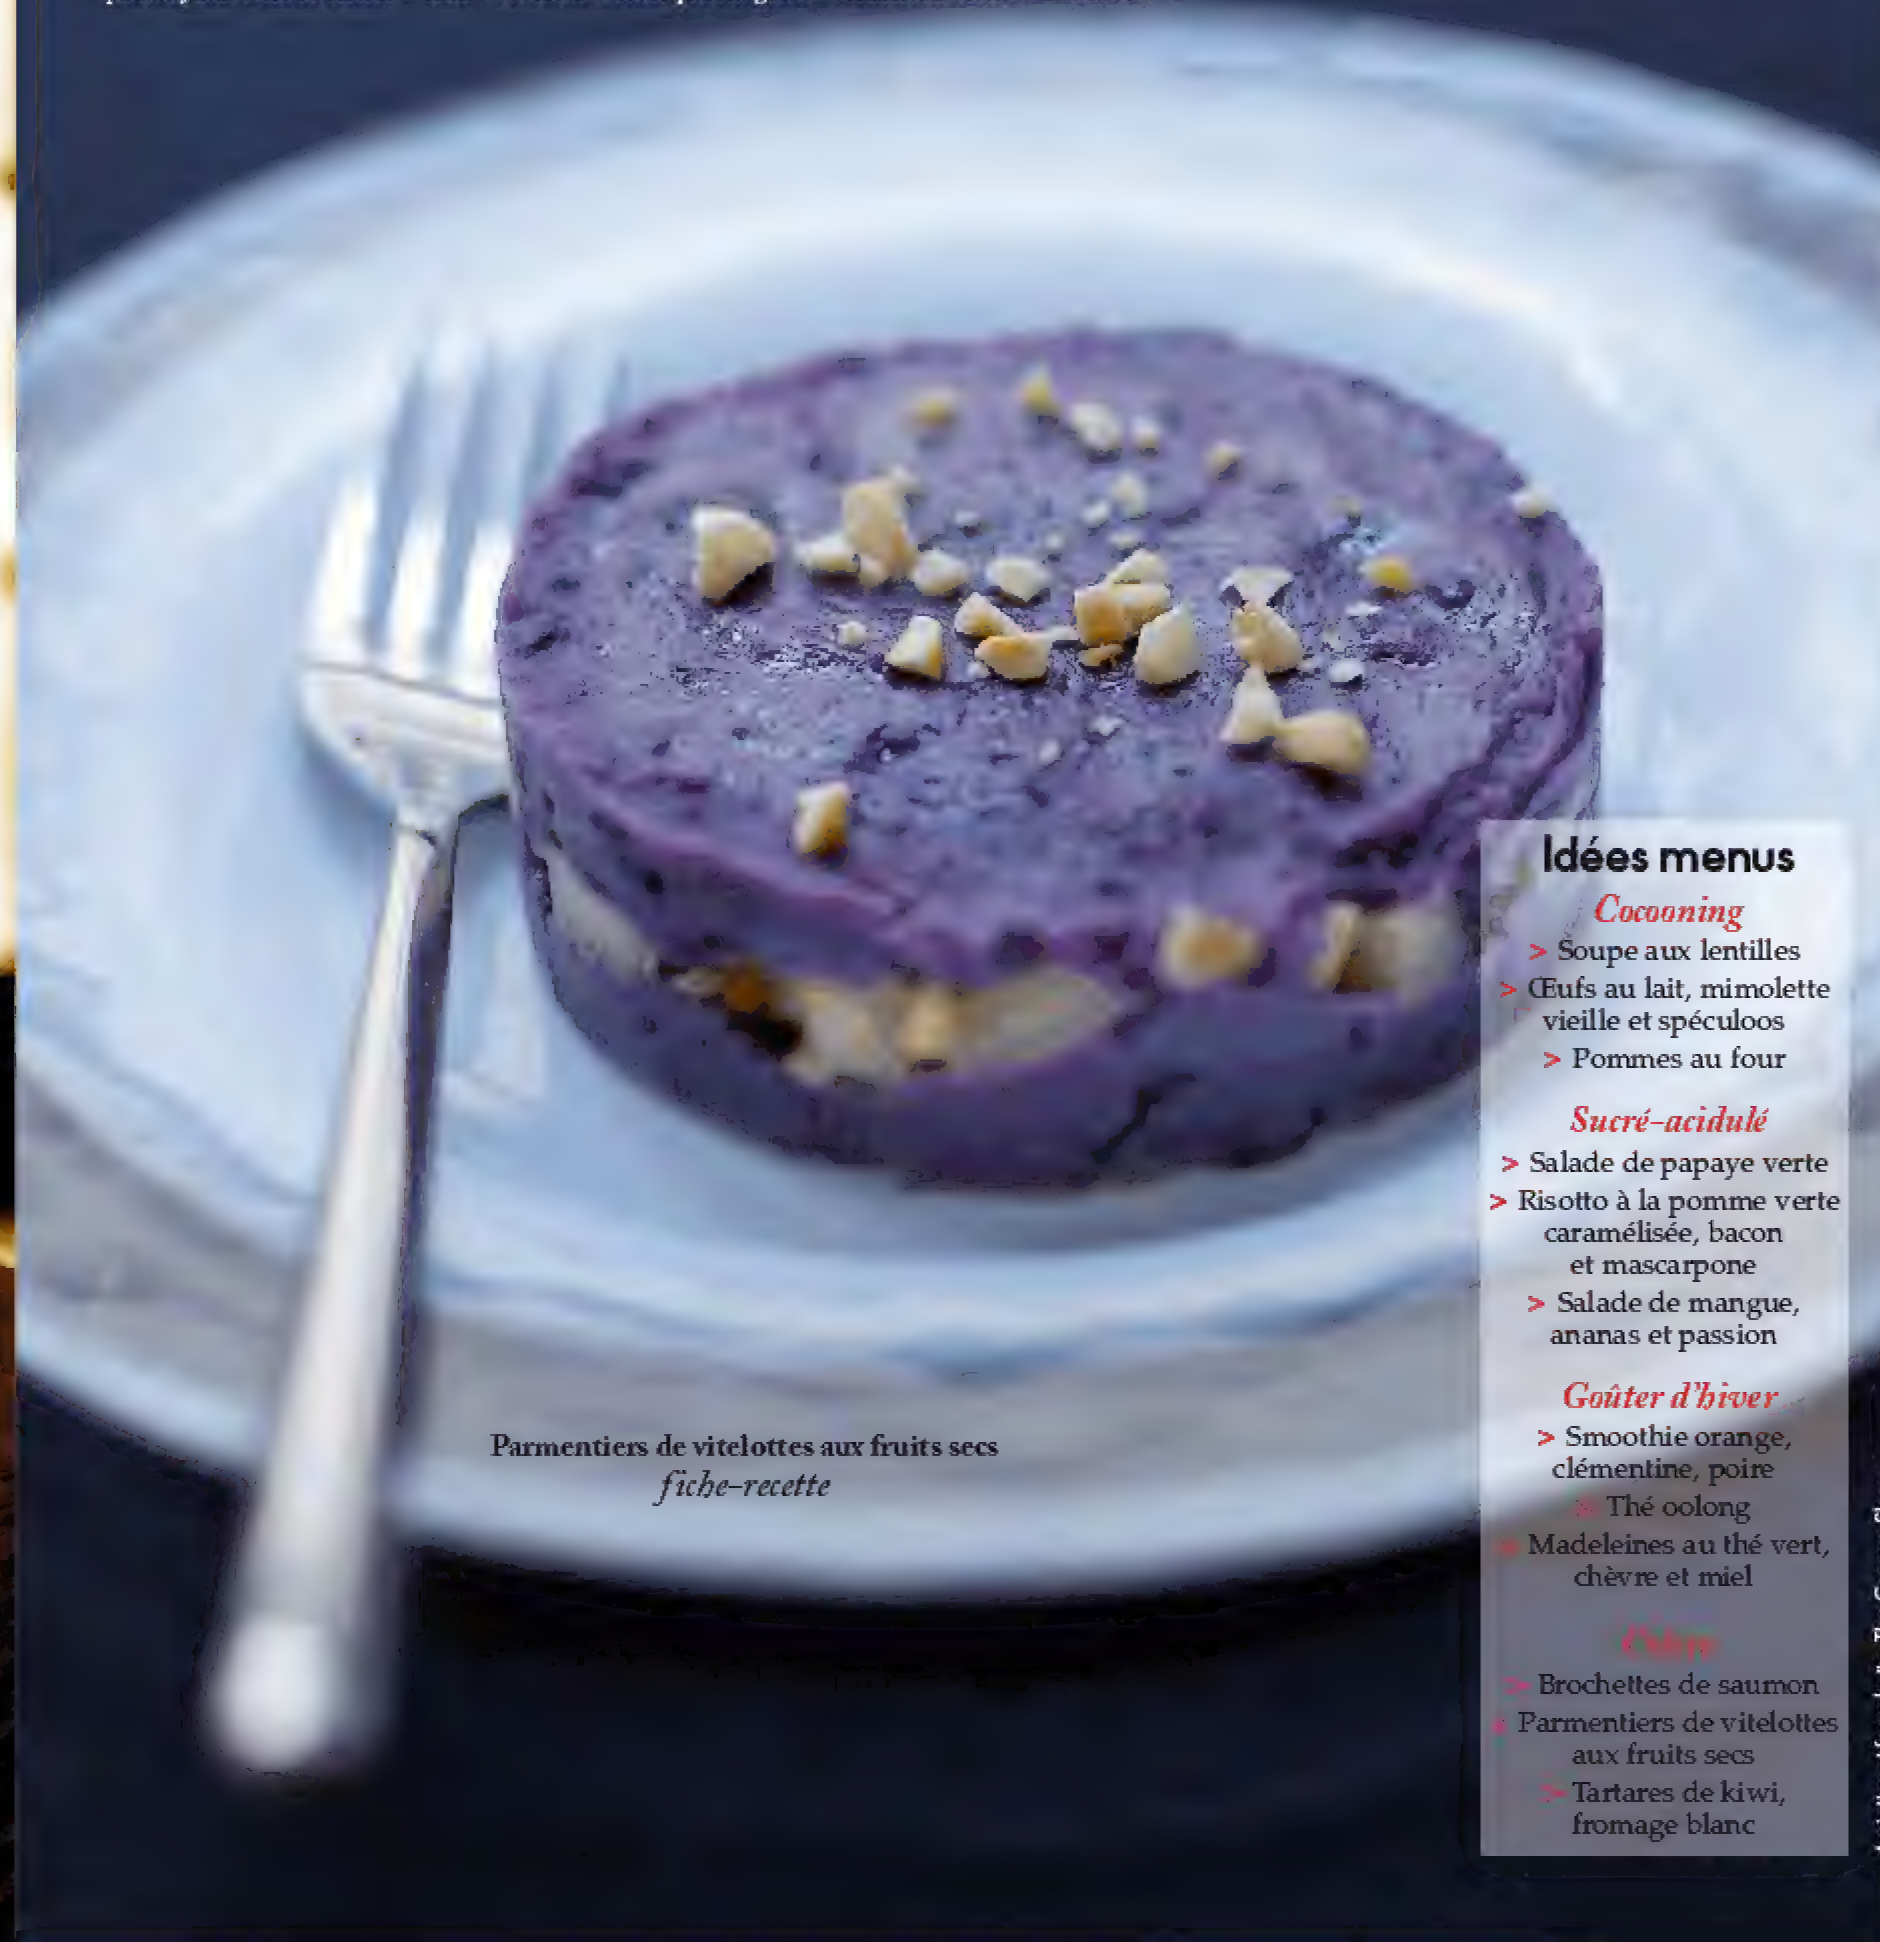 Parmentiers de vitelottes aux fruits secs
fiche-recette
Idées menus
Cocooning
> Soupe aux lentilles
> Œufs au lait, mimolette
vieille et spéculoos
> Pommes au four
Sucré-acidulé
> Salade de papaye verte
> Risotto à la pomme verte
caramélisée, bacon
et mascarpone
> Salade de mangue,
ananas et passion
Goûter d'hiver
> Smoothie orange,
clémentine, poire
Thé oolong
Madeleines au thé vert,
chèvre et miel
> Brochettes de saumon
Parmentiers de vitelottes
aux fruits secs
> Tartares de kiwi,
fromage blanc